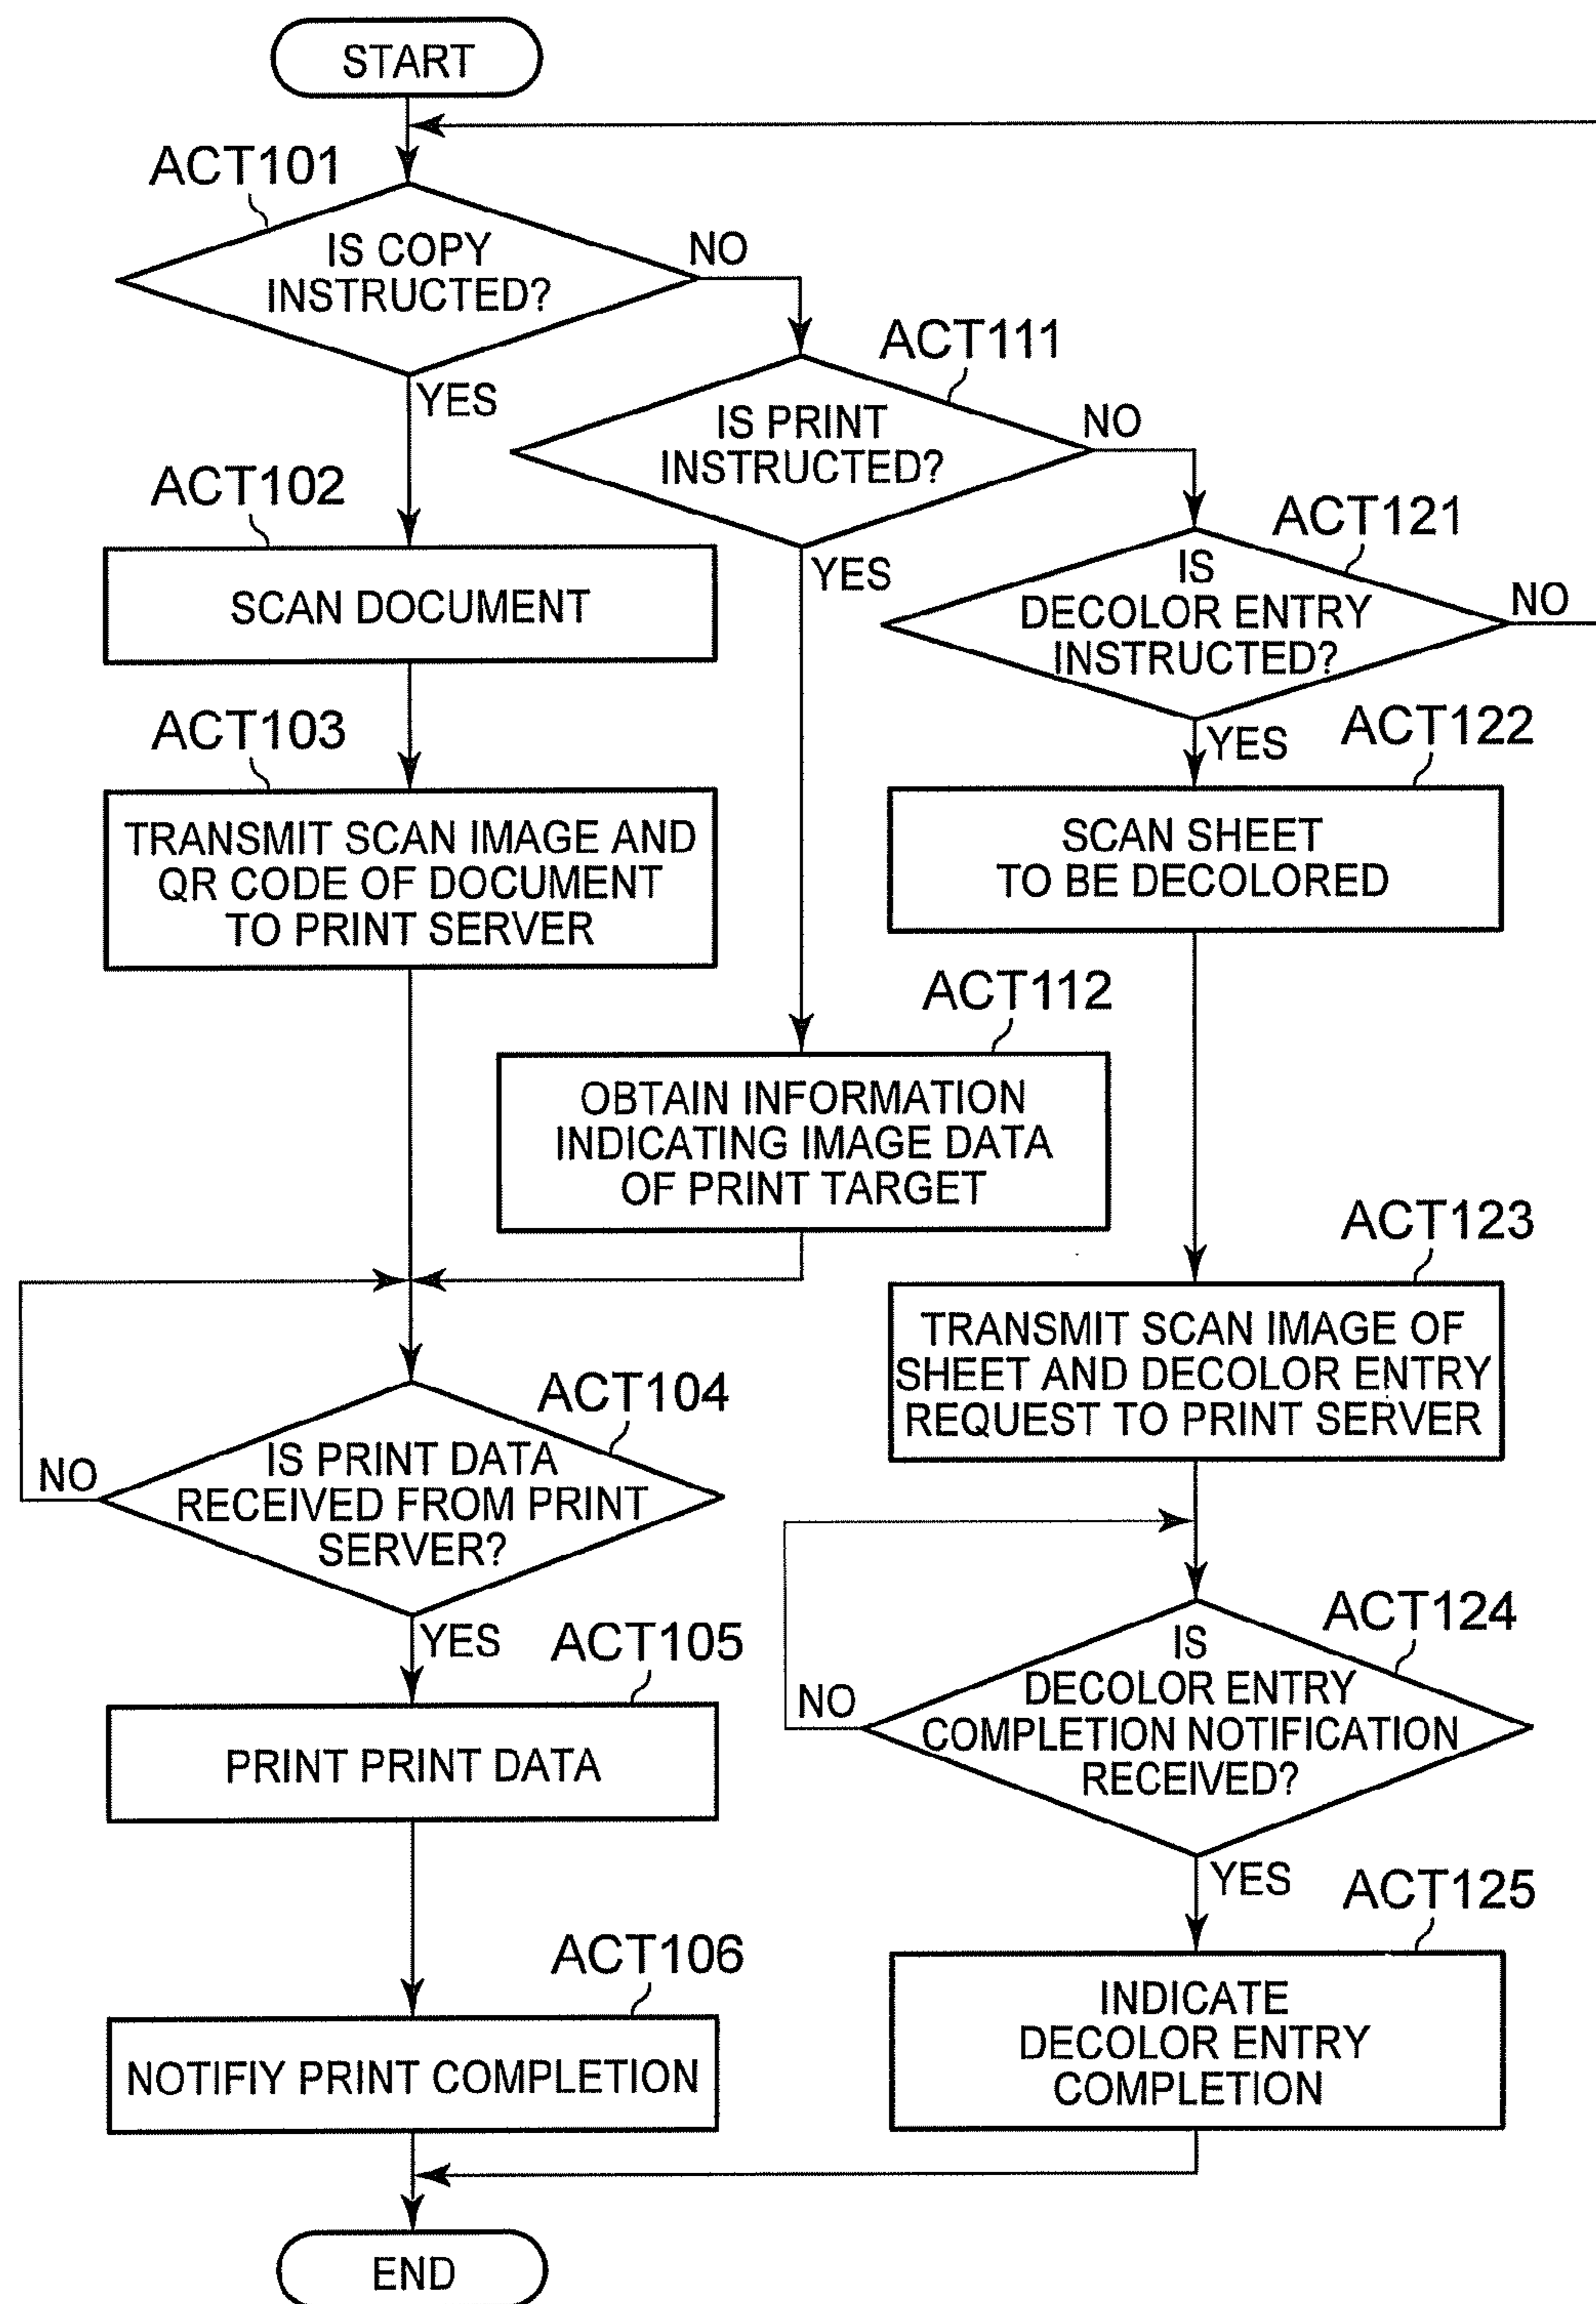 START
ACT101
IS COPY
INSTRUCTED?
NO
YES
ACT111
IS PRINT
INSTRUCTED?
NO
YES
ACT102
SCAN DOCUMENT
ACT121
IS
DECOLOR ENTRY
INSTRUCTED?
NO
YES
ACT103
TRANSMIT SCAN IMAGE AND
QR CODE OF DOCUMENT
TO PRINT SERVER
ACT122
SCAN SHEET
TO BE DECOLORED
ACT112
OBTAIN INFORMATION
INDICATING IMAGE DATA
OF PRINT TARGET
ACT123
TRANSMIT SCAN IMAGE OF
SHEET AND DECOLOR ENTRY
REQUEST TO PRINT SERVER
ACT104
IS PRINT DATA
RECEIVED FROM PRINT
SERVER?
NO
YES
ACT124
IS
DECOLOR ENTRY
COMPLETION NOTIFICATION
RECEIVED?
NO
YES
ACT105
PRINT PRINT DATA
ACT125
INDICATE
DECOLOR ENTRY
COMPLETION
ACT106
NOTIFIY PRINT COMPLETION
END